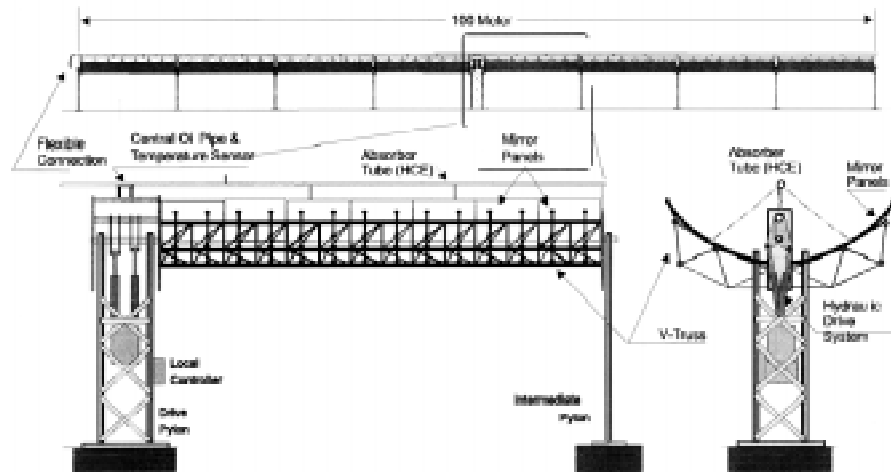 100 Meter
Flexible
Connection
Central Oil Pipe &
Temperature Sensor
Absorber
Tube (HCE)
Mirror
Panels
Absorber
Tube (HCE)
Mirror
Panels
V-Truss
Hydraulic
Drive
System
Local
Controller
Drive
Pylon
Intermediate
Pylon